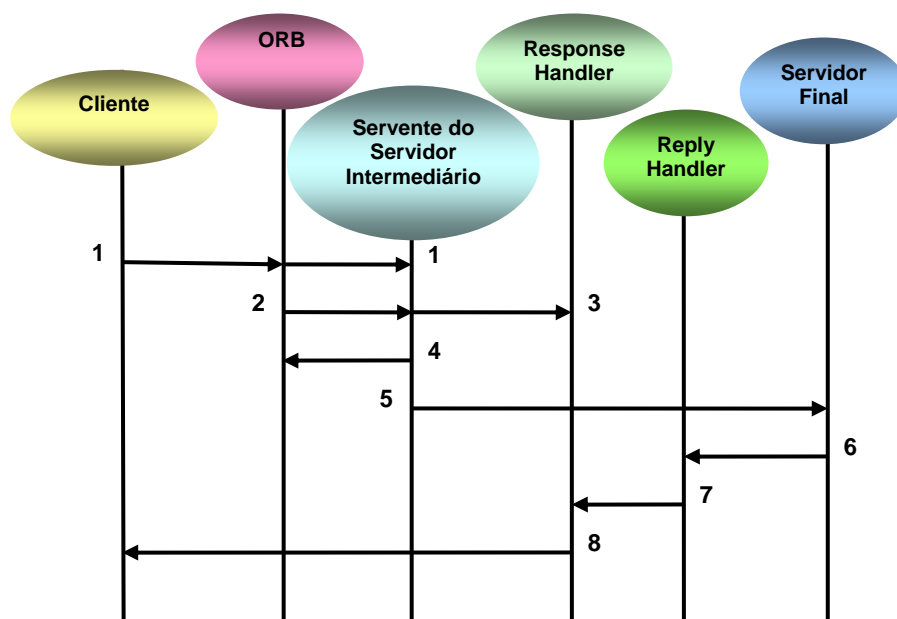 ORB
Response
Handler
Servidor
Final
Cliente
Servente do
Servidor
Intermediário
Reply
Handler
1
1
2
3
4
5
6
7
8